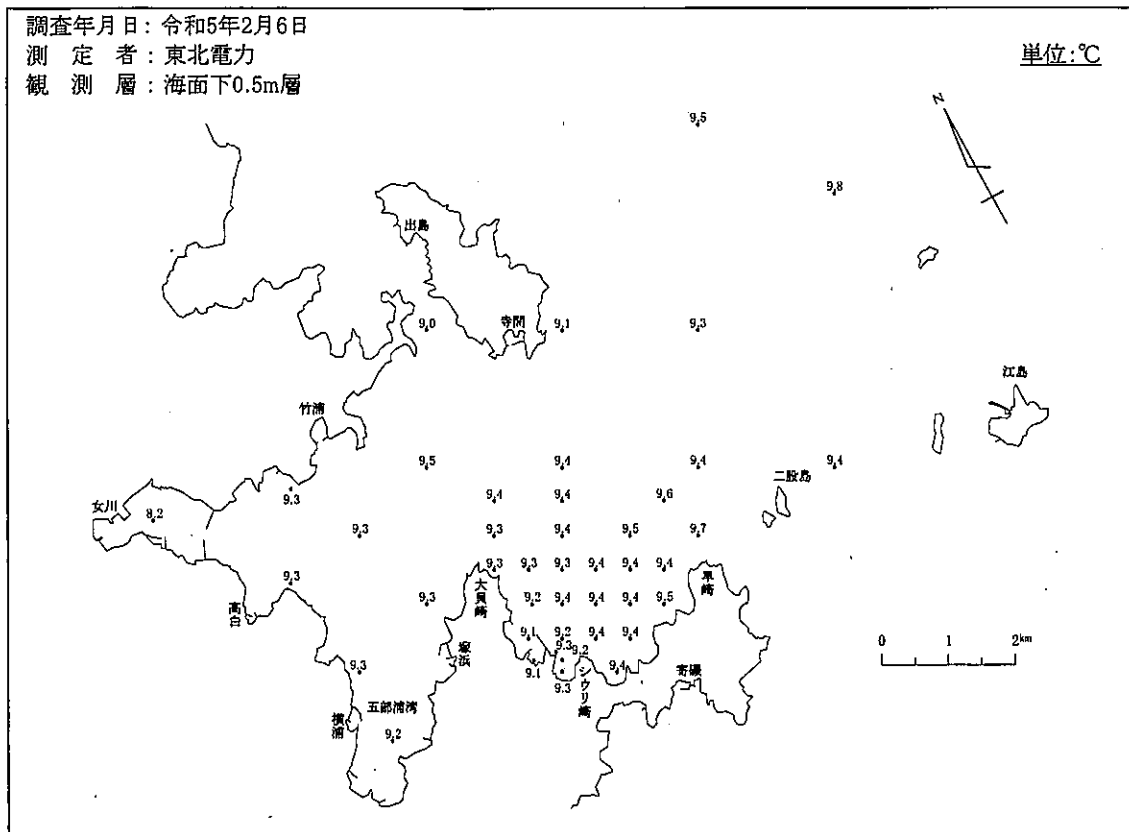 調査年月日：令和5年2月6日
測定者：東北電力
単位：℃
観測層：海面下0.5m層
N
9.5
9.8
出島
9.0
寺間
9.1
9.3
江島
竹浦
9.5
9.4
9.4
9.4
二股島
9.3
9.4
9.4
9.6
女川
8.2
9.3
9.3
9.4
9.5
9.7
9.3
9.3
9.3
9.3
9.4
9.4
9.4
大貝崎
早崎
高白
9.3
9.2
9.4
9.4
9.4
9.5
9.1
9.2
9.4
9.4
塚浜
9.3
9.2
0 2km
9.3
9.1
9.3
シウリ崎
9.4
寄磯
五部浦湾
横浦
9.2